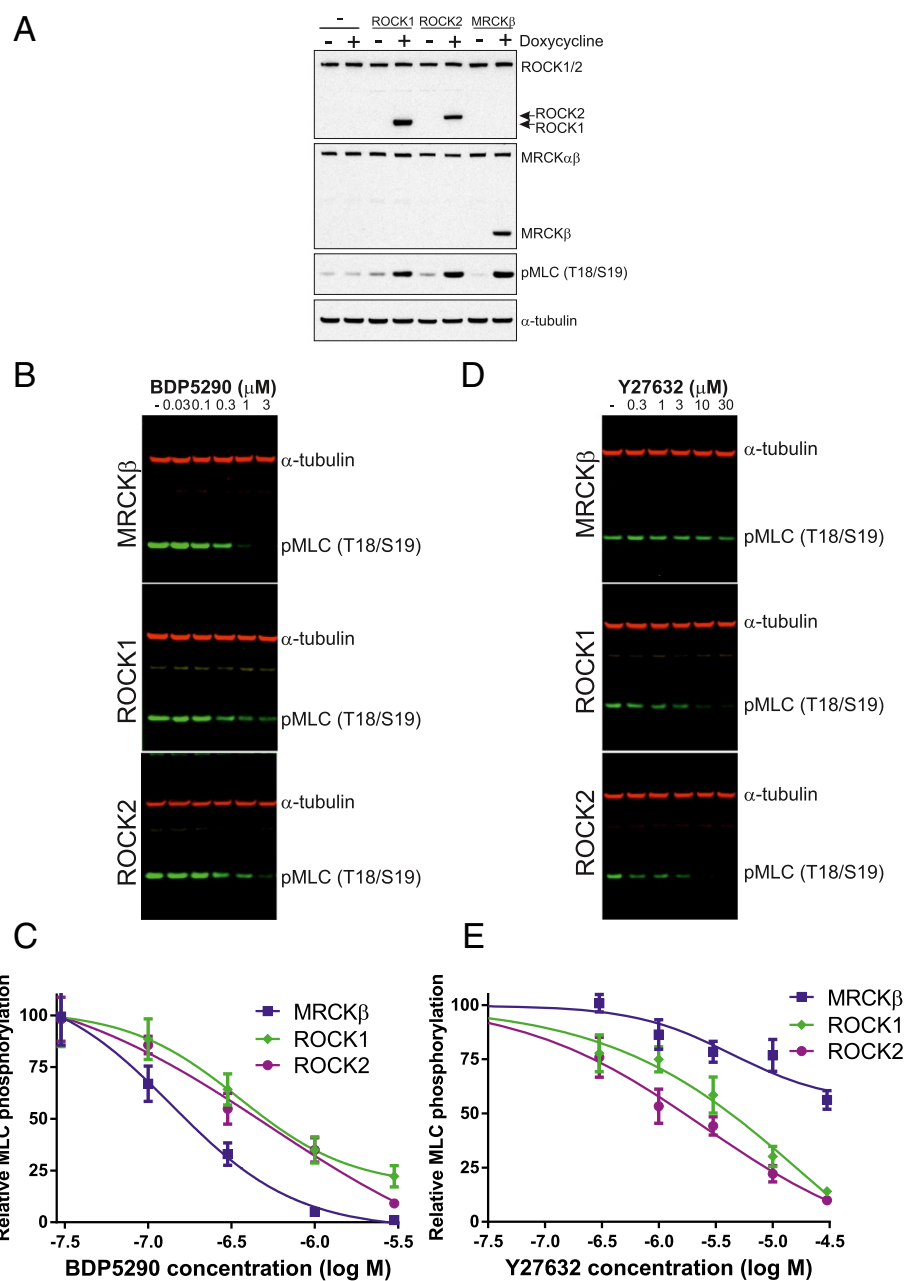 A
- ROCK1 ROCK2 MRCKβ
- + - + - + - + Doxycycline
ROCK1/2
ROCK2
ROCK1
MRCKαβ
MRCKβ
pMLC (T18/S19)
α-tubulin
B
BDP5290 (μM)
- 0.03 0.1 0.3 1 3
MRCKβ
α-tubulin
pMLC (T18/S19)
ROCK1
α-tubulin
pMLC (T18/S19)
ROCK2
α-tubulin
pMLC (T18/S19)
D
Y27632 (μM)
- 0.3 1 3 10 30
MRCKβ
α-tubulin
pMLC (T18/S19)
ROCK1
α-tubulin
pMLC (T18/S19)
ROCK2
α-tubulin
pMLC (T18/S19)
C
Relative MLC phosphorylation
100
75
50
25
0
-7.5 -7.0 -6.5 -6.0 -5.5
BDP5290 concentration (log M)
MRCKβ
ROCK1
ROCK2
E
Relative MLC phosphorylation
100
75
50
25
0
-7.5 -7.0 -6.5 -6.0 -5.5 -5.0 -4.5
Y27632 concentration (log M)
MRCKβ
ROCK1
ROCK2